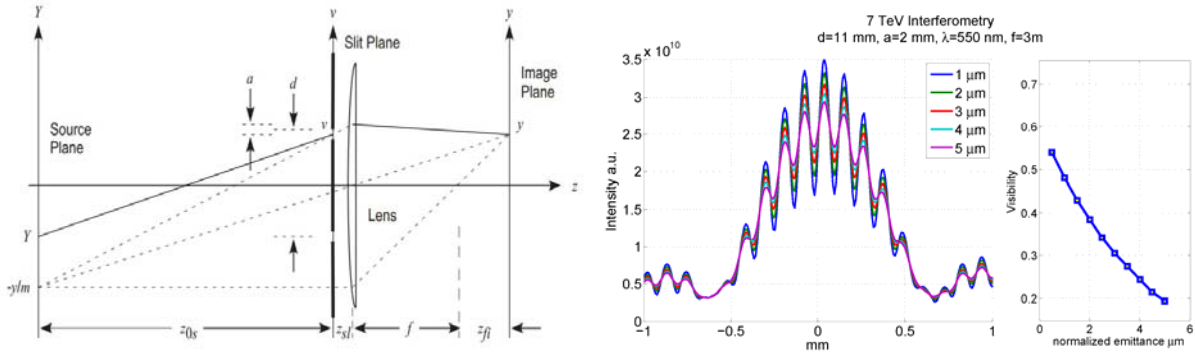 Y
v
y
Slit Plane
Image
Plane
a
d
Source
Plane
v
y
z
Lens
Y
-y/m
z0s
zsl
f
zfi
7 TeV Interferometry
d=11 mm, a=2 mm, λ=550 nm, f=3m
x 10^10
3.5
3
2.5
2
1.5
1
0.5
0
Intensity a.u.
1 μm
2 μm
3 μm
4 μm
5 μm
−1
−0.5
0
0.5
1
mm
0.7
0.6
0.5
0.4
0.3
0.2
Visibility
0
2
4
6
normalized emittance μm